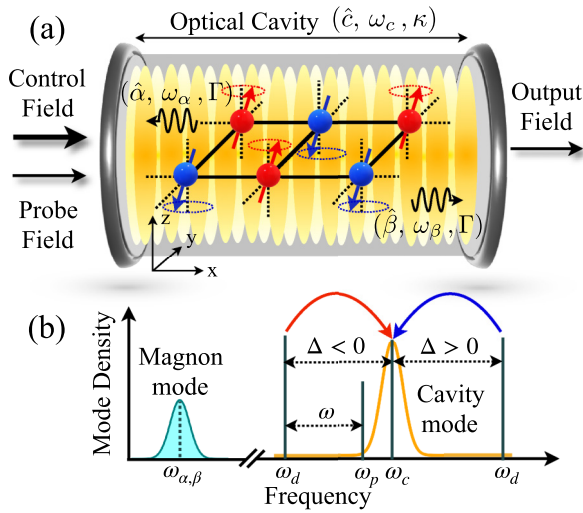 (a)
Optical Cavity (ĉ, ω_c, κ)
Control
Field
Probe
Field
(α̂, ω_α, Γ)
(β̂, ω_β, Γ)
Output
Field
z
y
x
(b)
Mode Density
Magnon
mode
Δ < 0
Δ > 0
ω
Cavity
mode
ω_α,β
ω_d
ω_p
ω_c
ω_d
Frequency